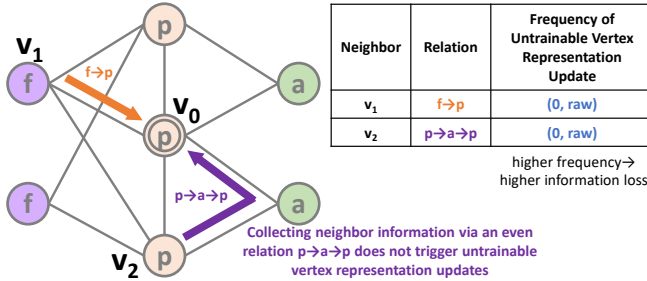 p
v1
f
f→p
a
v0
p
p→a→p
f
a
p
v2
Neighbor
Relation
Frequency of
Untrainable Vertex
Representation
Update
v1 f→p (0, raw)
v2 p→a→p (0, raw)
higher frequency→
higher information loss
Collecting neighbor information via an even
relation p→a→p does not trigger untrainable
vertex representation updates